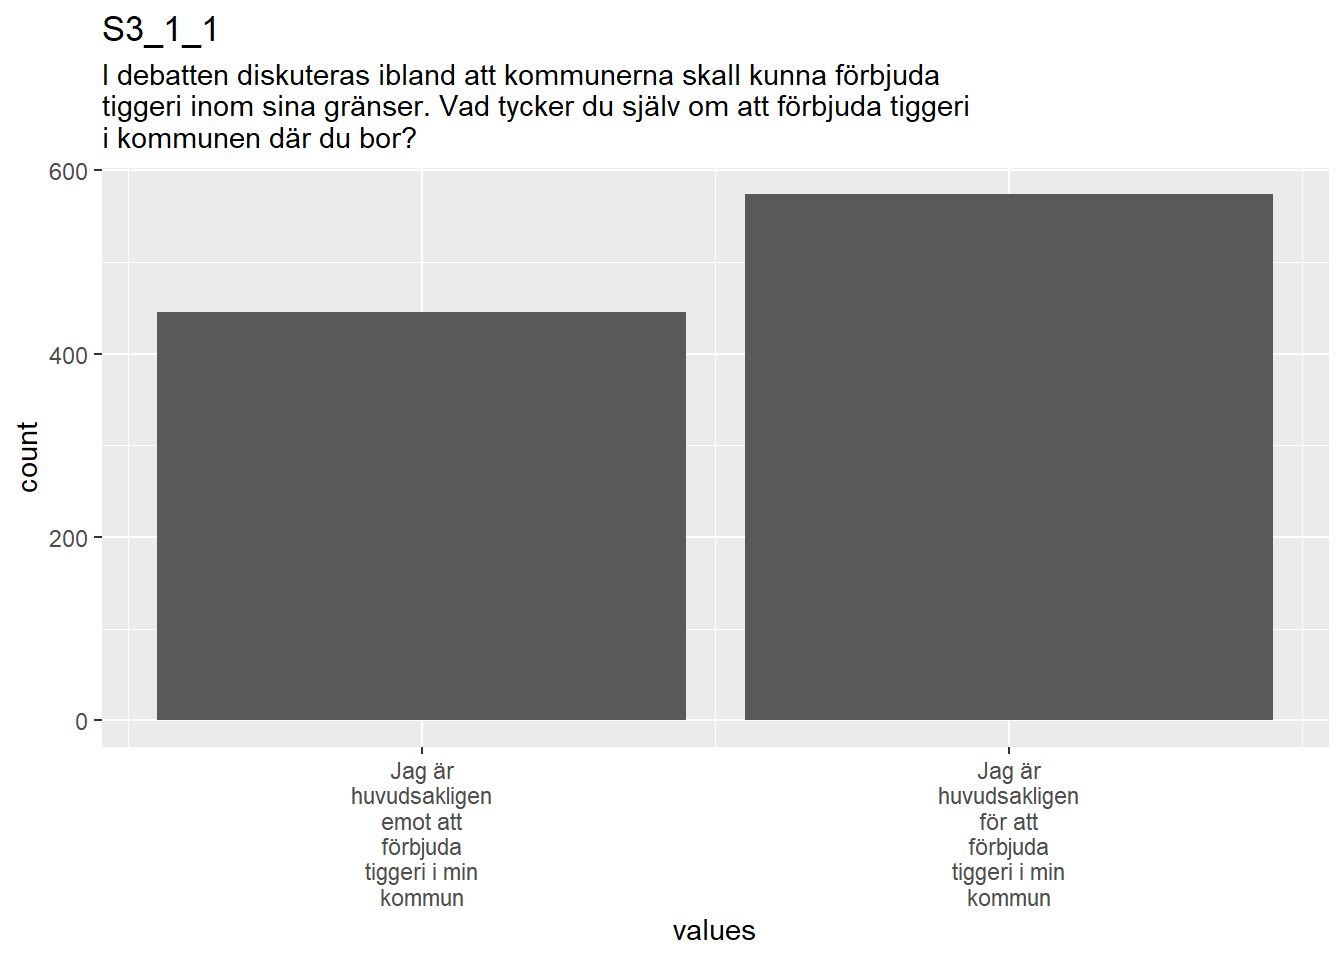 S3_1_1
I debatten diskuteras ibland att kommunerna skall kunna förbjuda
tiggeri inom sina gränser. Vad tycker du själv om att förbjuda tiggeri
i kommunen där du bor?
600
400
200
0
count
Jag är
huvudsakligen
emot att
förbjuda
tiggeri i min
kommun
Jag är
huvudsakligen
för att
förbjuda
tiggeri i min
kommun
values